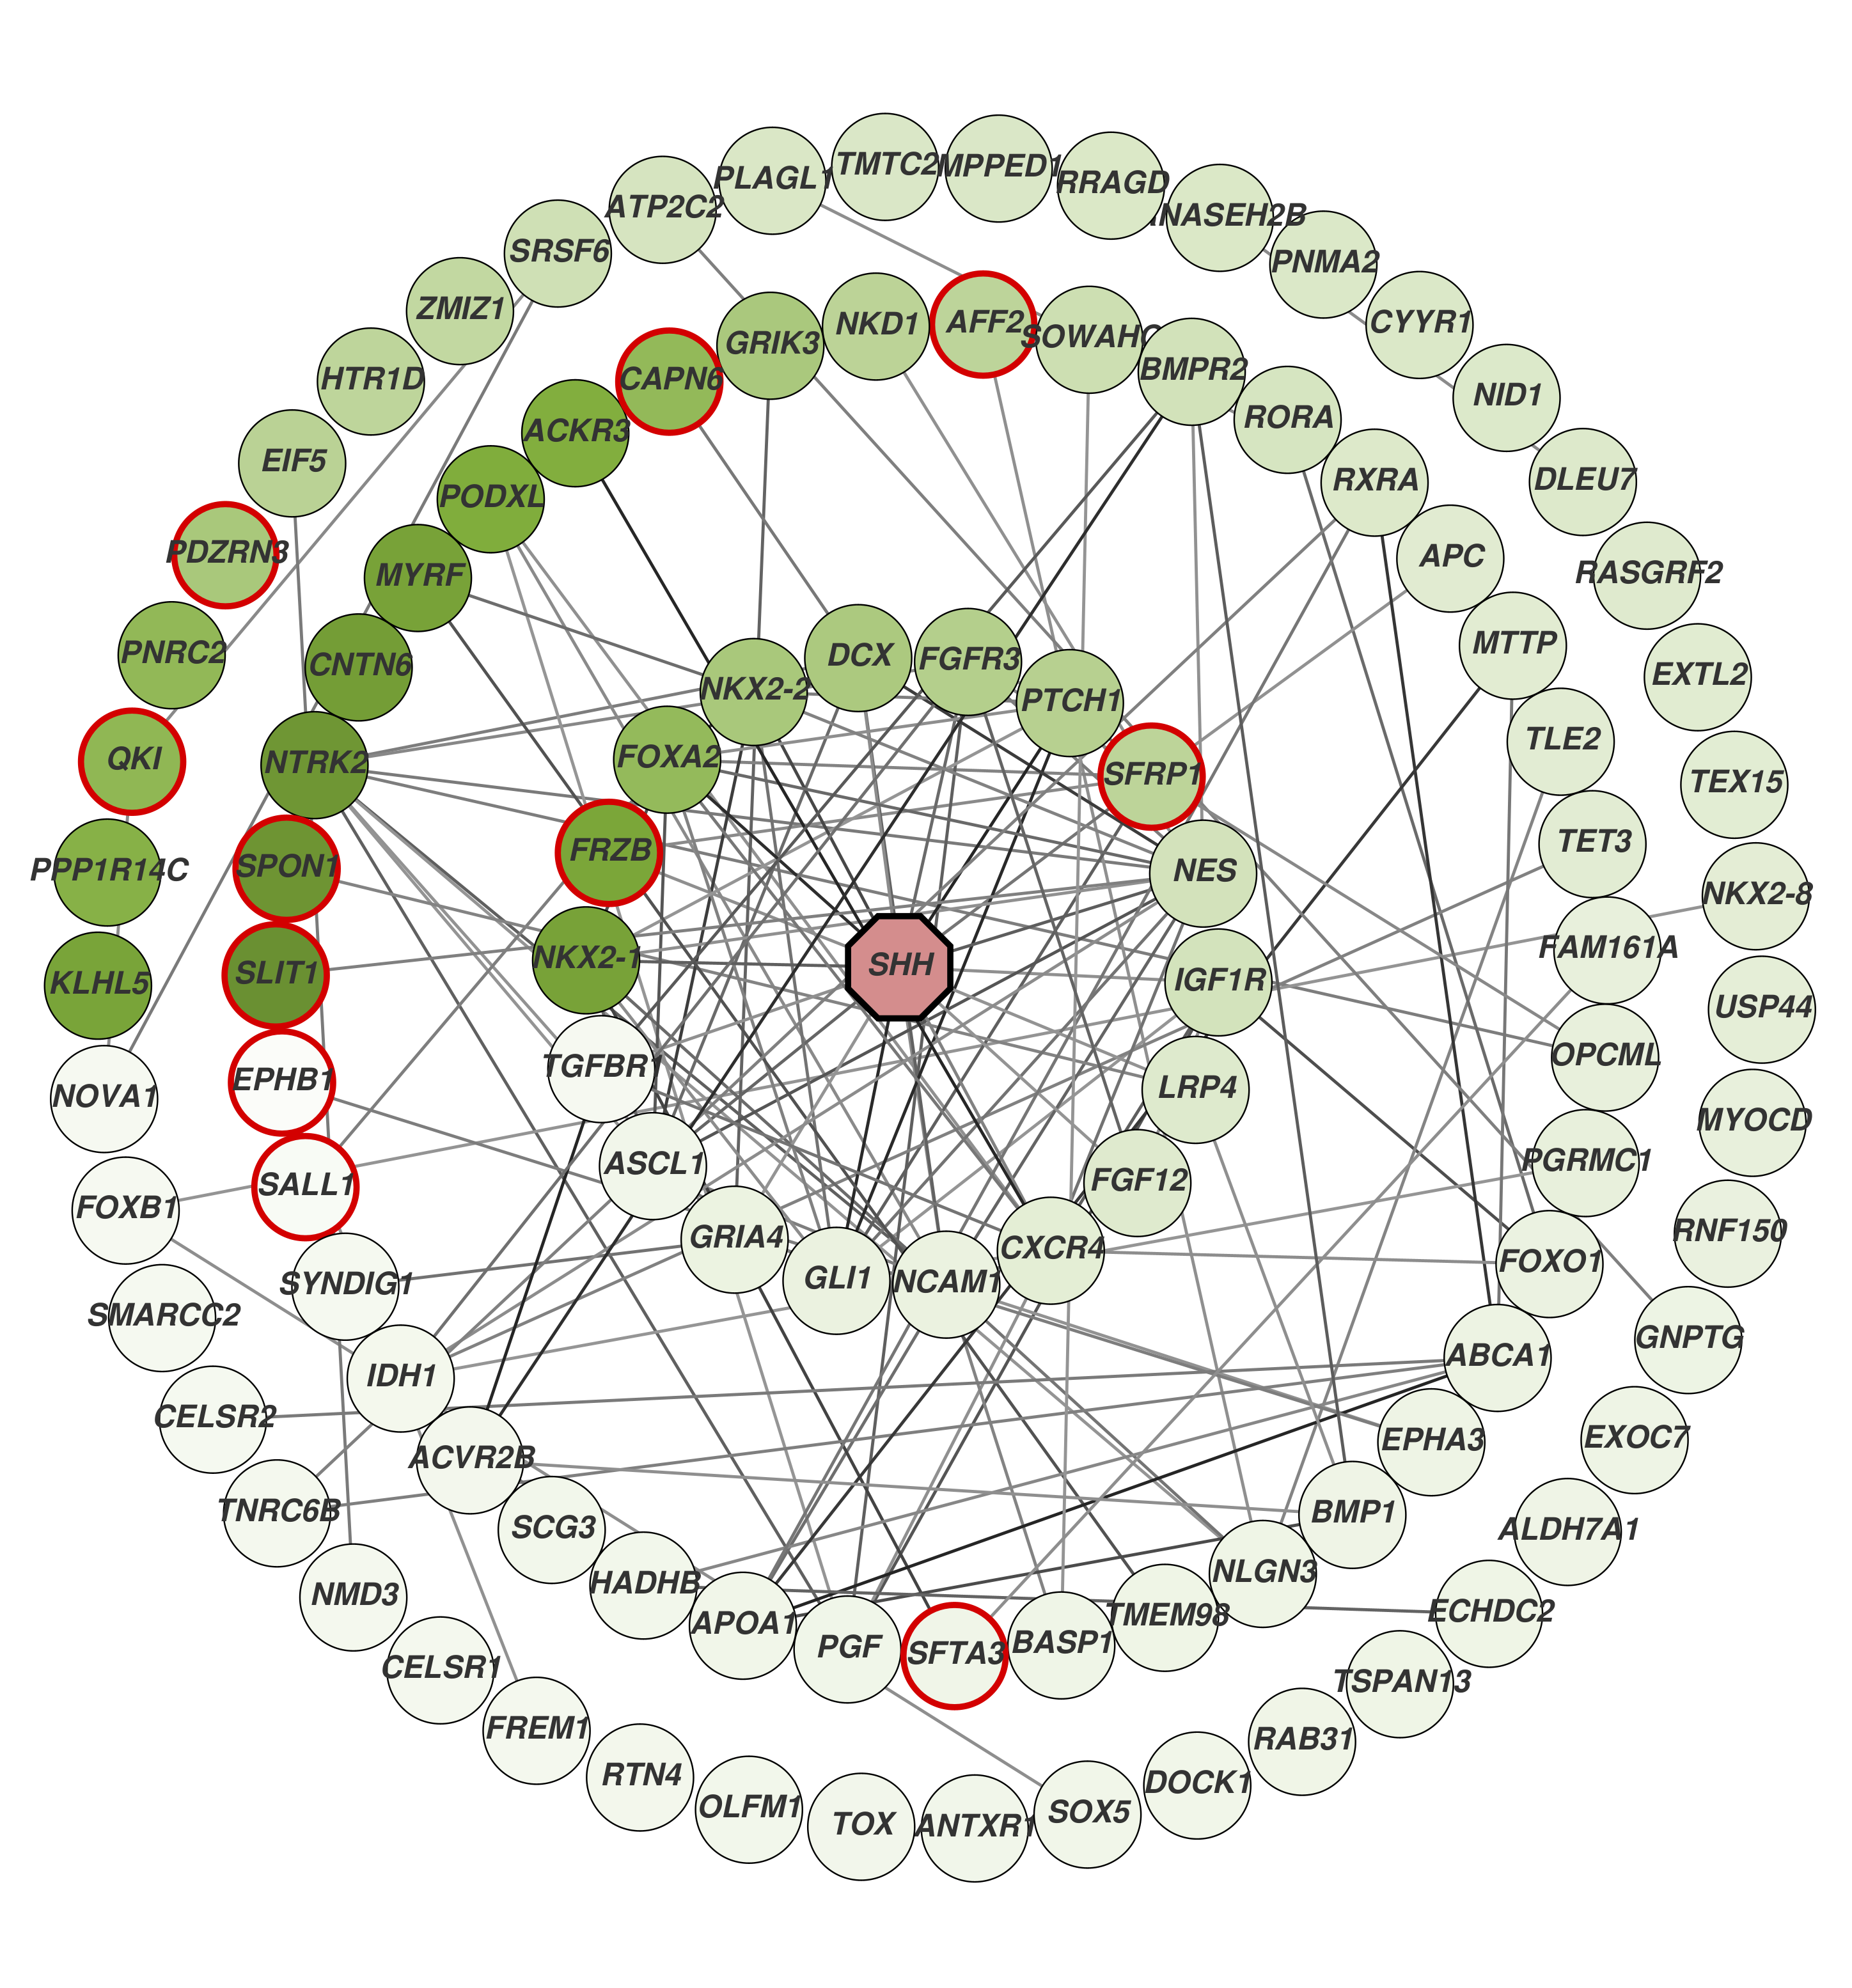 TMTC2
MPPED1
PLAGL1
RRAGD
ATP2C2
NASEH2B
SRSF6
PNMA2
ZMIZ1
CYYR1
HTR1D
NID1
EIF5
DLEU7
PDZRN3
RASGRF2
PNRC2
EXTL2
QKI
TEX15
PPP1R14C
NKX2-8
KLHL5
USP44
NOVA1
MYOCD
FOXB1
RNF150
SMARCC2
GNPTG
CELSR2
EXOC7
TNRC6B
ALDH7A1
NMD3
ECHDC2
CELSR1
TSPAN13
FREM1
RAB31
RTN4
DOCK1
OLFM1
SOX5
TOX
ANTXR1
AFF2
NKD1
SOWAHC
GRIK3
BMPR2
CAPN6
RORA
ACKR3
RXRA
PODXL
APC
MYRF
MTTP
CNTN6
TLE2
NTRK2
TET3
SPON1
FAM161A
SLIT1
OPCML
EPHB1
PGRMC1
SALL1
FOXO1
SYNDIG1
ABCA1
IDH1
EPHA3
ACVR2B
BMP1
SCG3
NLGN3
HADHB
TMEM98
APOA1
BASP1
PGF
SFTA3
DCX
FGFR3
NKX2-2
PTCH1
FOXA2
SFRP1
FRZB
NES
NKX2-1
SHH
IGF1R
TGFBR1
LRP4
ASCL1
FGF12
GRIA4
CXCR4
GLI1
NCAM1